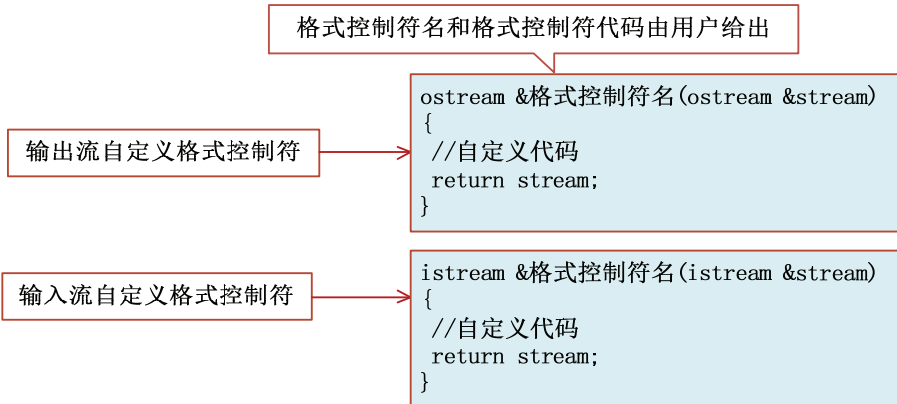 格式控制符名和格式控制符代码由用户给出
ostream &格式控制符名(ostream &stream)
{
//自定义代码
return stream;
}
输出流自定义格式控制符
istream &格式控制符名(istream &stream)
{
//自定义代码
return stream;
}
输入流自定义格式控制符